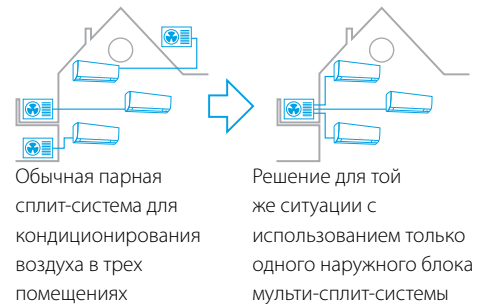 Обычная парная
сплит-система для
кондиционирования
воздуха в трех
помещениях
Решение для той
же ситуации с
использованием только
одного наружного блока
мульти-сплит-системы